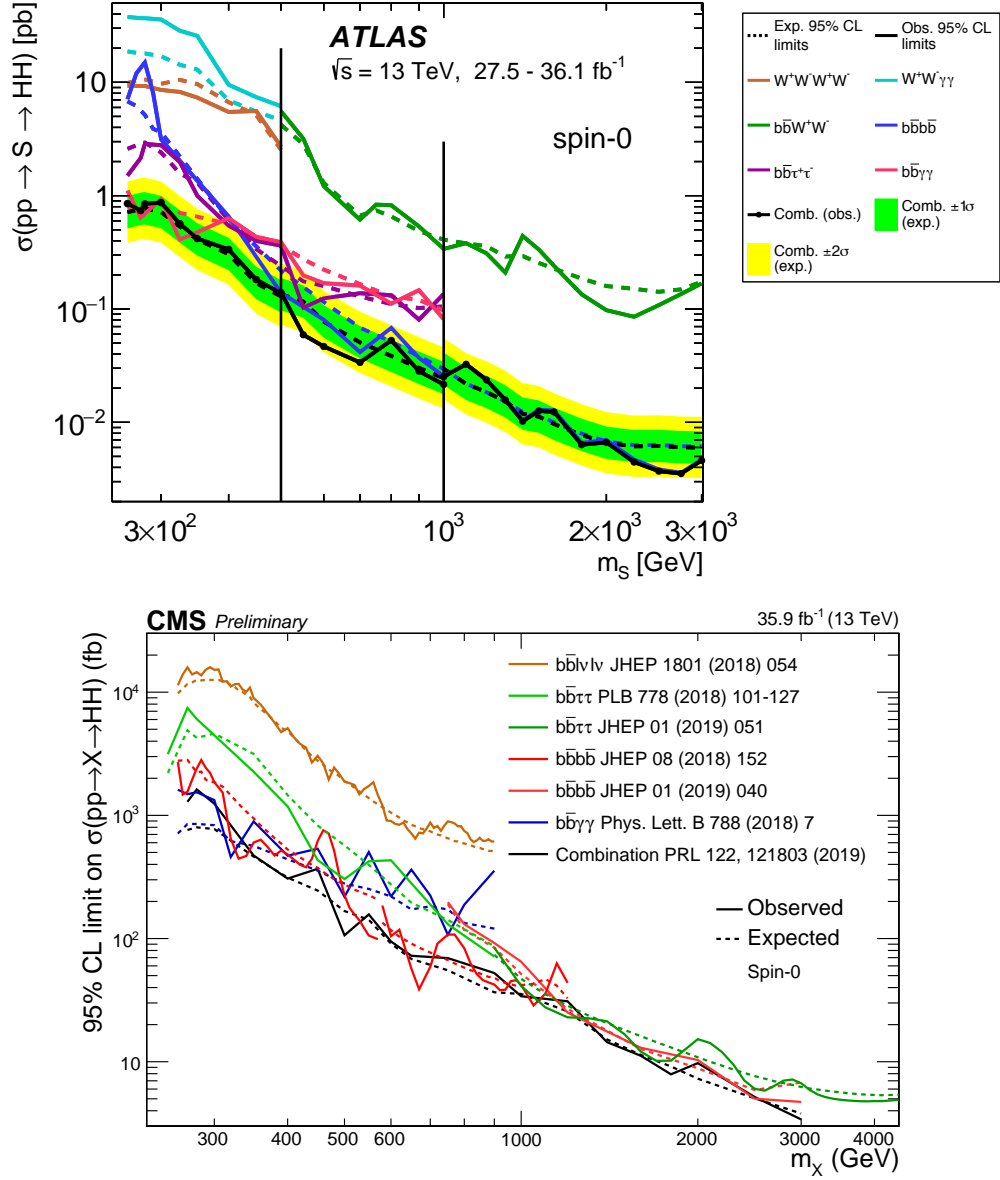 ATLAS
√s = 13 TeV, 27.5 - 36.1 fb⁻¹
spin-0
σ(pp → S → HH) [pb]
10
1
10⁻¹
10⁻²
3×10² 10³ 2×10³ 3×10³
m_S [GeV]
Exp. 95% CL limits
Obs. 95% CL limits
W⁺W⁻W⁺W⁻
W⁺W⁻γγ
bb̅W⁺W⁻
bb̅bb̅
bb̅τ⁺τ⁻
bb̅γγ
Comb. (obs.)
Comb. ±1σ (exp.)
Comb. ±2σ (exp.)
CMS Preliminary
35.9 fb⁻¹ (13 TeV)
95% CL limit on σ(pp→X→HH) (fb)
10⁴
10³
10²
10
bb̅lνlν JHEP 1801 (2018) 054
bb̅ττ PLB 778 (2018) 101-127
bb̅ττ JHEP 01 (2019) 051
bb̅bb̅ JHEP 08 (2018) 152
bb̅bb̅ JHEP 01 (2019) 040
bb̅γγ Phys. Lett. B 788 (2018) 7
Combination PRL 122, 121803 (2019)
Observed
Expected
Spin-0
300 400 500 600 1000 2000 3000 4000
m_X (GeV)